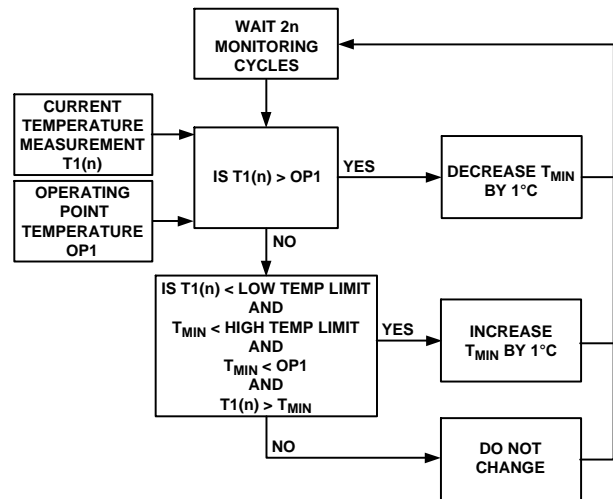 WAIT 2n
MONITORING
CYCLES
CURRENT
TEMPERATURE
MEASUREMENT
T1(n)
IS T1(n) > OP1
YES
DECREASE TMIN
BY 1°C
OPERATING
POINT
TEMPERATURE
OP1
NO
IS T1(n) < LOW TEMP LIMIT
AND
TMIN < HIGH TEMP LIMIT
AND
TMIN < OP1
AND
T1(n) > TMIN
YES
INCREASE
TMIN BY 1°C
NO
DO NOT
CHANGE